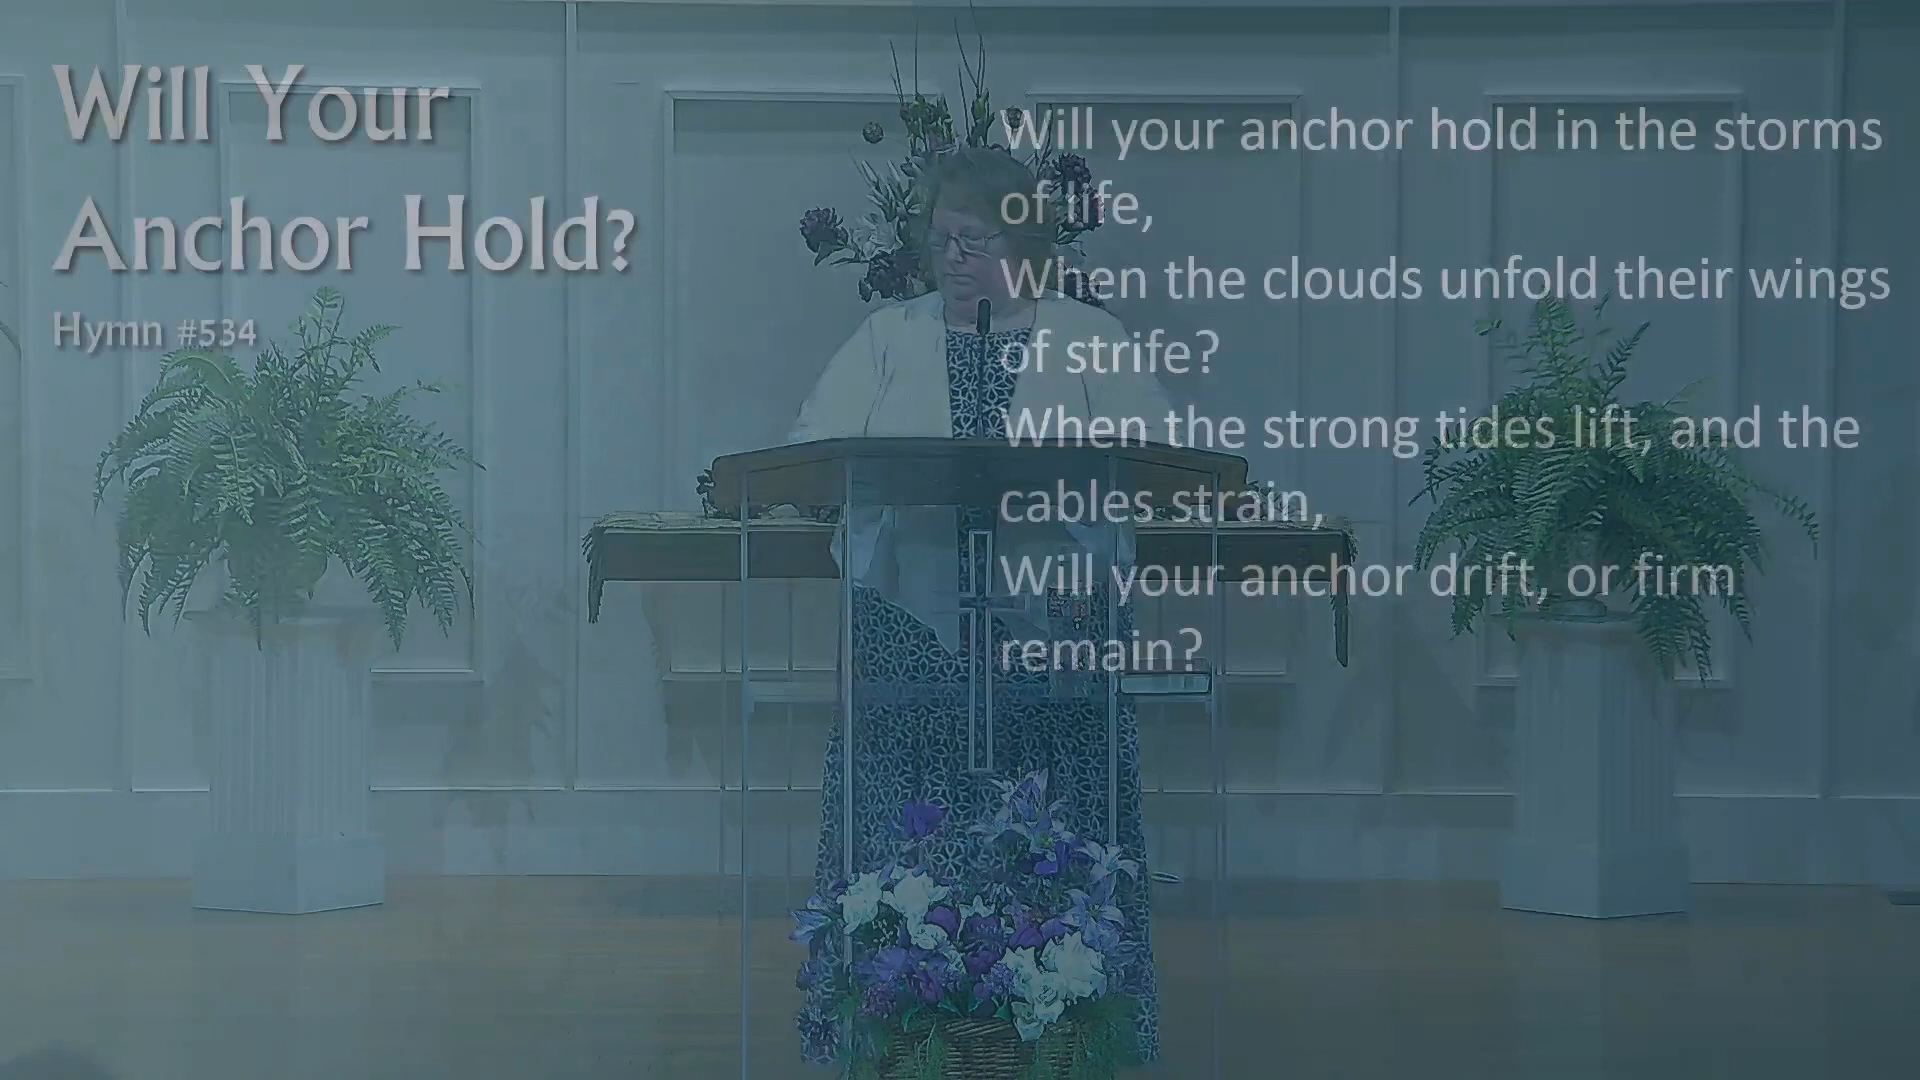 Will Your
Anchor Hold?
Hymn #534
Will your anchor hold in the storms
of life,
When the clouds unfold their wings
of strife?
When the strong tides lift, and the
cables strain,
Will your anchor drift, or firm
remain?